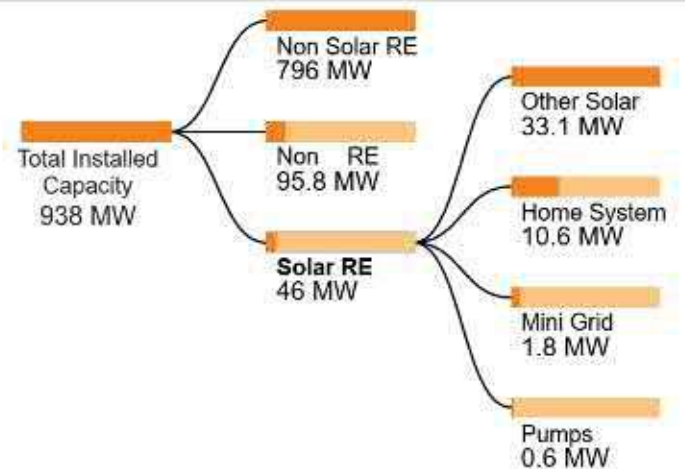 Non Solar RE
796 MW
Other Solar
33.1 MW
Total Installed
Capacity
938 MW
Non RE
95.8 MW
Home System
10.6 MW
Solar RE
46 MW
Mini Grid
1.8 MW
Pumps
0.6 MW